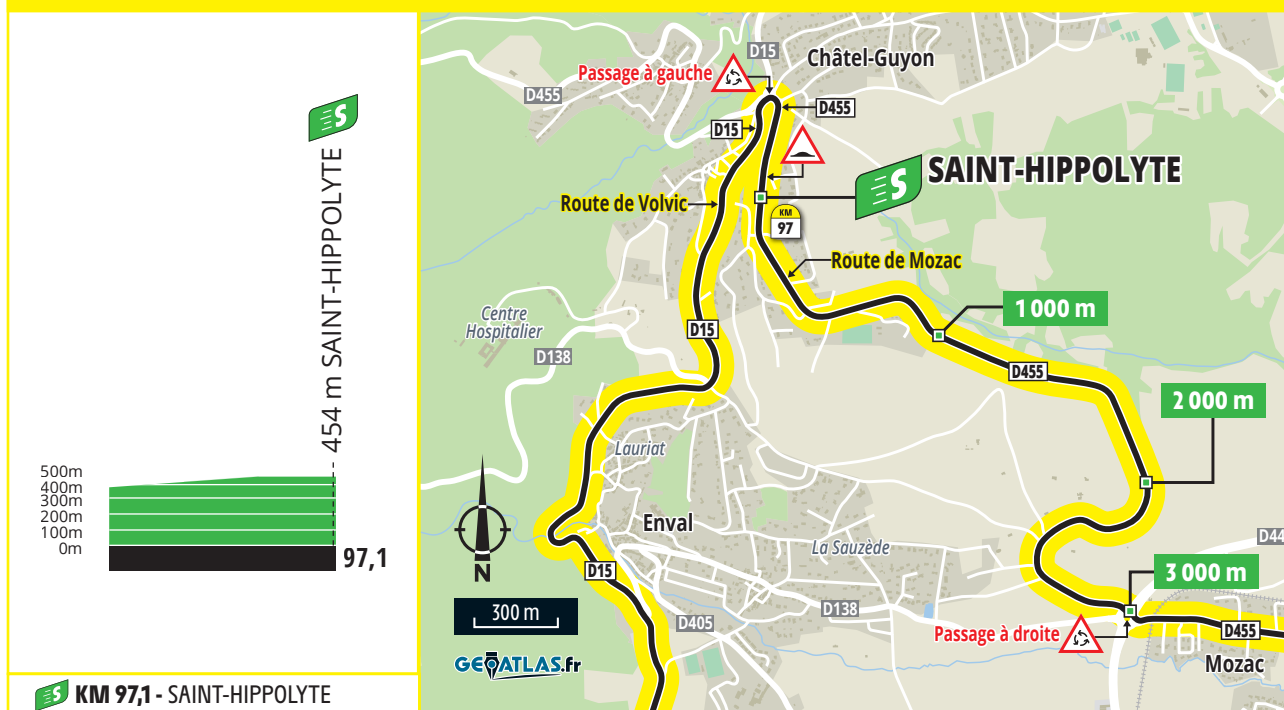 S
454 m SAINT-HIPPOLYTE
500m
400m
300m
200m
100m
0m
97,1
S KM 97,1 - SAINT-HIPPOLYTE
D15
Châtel-Guyon
Passage à gauche
D455
D455
D15
S SAINT-HIPPOLYTE
Route de Volvic
KM
97
Route de Mozac
1 000 m
Centre
Hospitalier
D15
D138
D455
2 000 m
Lauriat
Enval
La Sauzède
D44
N
D15
3 000 m
300 m
D138
D405
Passage à droite
D455
GEOATLAS.fr
Mozac